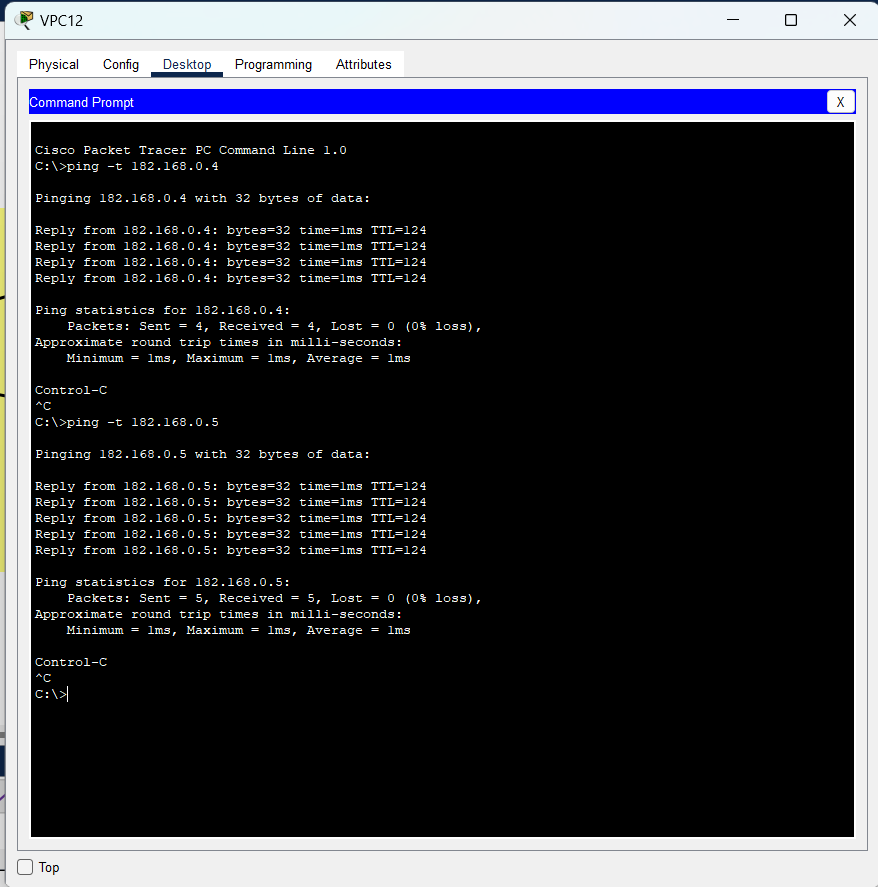 VPC12
Physical Config Desktop Programming Attributes
Command Prompt X
Cisco Packet Tracer PC Command Line 1.0
C:\>ping -t 182.168.0.4
Pinging 182.168.0.4 with 32 bytes of data:
Reply from 182.168.0.4: bytes=32 time=1ms TTL=124
Reply from 182.168.0.4: bytes=32 time=1ms TTL=124
Reply from 182.168.0.4: bytes=32 time=1ms TTL=124
Reply from 182.168.0.4: bytes=32 time=1ms TTL=124
Ping statistics for 182.168.0.4:
Packets: Sent = 4, Received = 4, Lost = 0 (0% loss),
Approximate round trip times in milli-seconds:
Minimum = 1ms, Maximum = 1ms, Average = 1ms
Control-C
^C
C:\>ping -t 182.168.0.5
Pinging 182.168.0.5 with 32 bytes of data:
Reply from 182.168.0.5: bytes=32 time=1ms TTL=124
Reply from 182.168.0.5: bytes=32 time=1ms TTL=124
Reply from 182.168.0.5: bytes=32 time=1ms TTL=124
Reply from 182.168.0.5: bytes=32 time=1ms TTL=124
Reply from 182.168.0.5: bytes=32 time=1ms TTL=124
Ping statistics for 182.168.0.5:
Packets: Sent = 5, Received = 5, Lost = 0 (0% loss),
Approximate round trip times in milli-seconds:
Minimum = 1ms, Maximum = 1ms, Average = 1ms
Control-C
^C
C:\>
Top